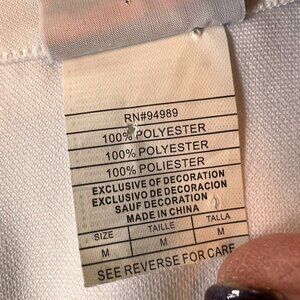 RN#94989
100% POLYESTER
100% POLYESTER
100% POLIESTER
EXCLUSIVE OF DECORATION
EXCLUSIVO DE DECORACION
SAUF DECORATION
MADE IN CHINA
SIZE TAILLE TALLA
M M M
SEE REVERSE FOR CARE